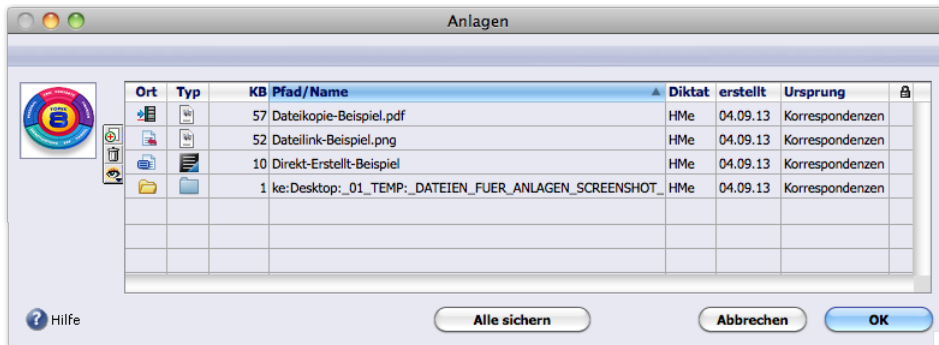 Anlagen
Ort Typ KB Pfad/Name Diktat erstellt Ursprung
57 Dateikopie-Beispiel.pdf HMe 04.09.13 Korrespondenzen
52 Dateilink-Beispiel.png HMe 04.09.13 Korrespondenzen
10 Direkt-Erstellt-Beispiel HMe 04.09.13 Korrespondenzen
1 ke:Desktop:_01_TEMP:_DATEIEN_FUER_ANLAGEN_SCREENSHOT_ HMe 04.09.13 Korrespondenzen
TOPIX
8
Hilfe Alle sichern Abbrechen OK